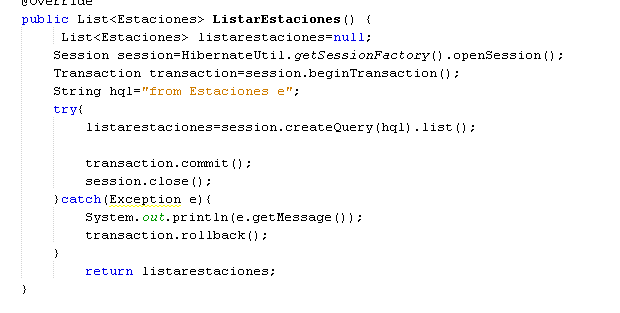 @Override
public List<Estaciones> ListarEstaciones() {
List<Estaciones> listarestaciones=null;
Session session=HibernateUtil.getSessionFactory().openSession();
Transaction transaction=session.beginTransaction();
String hql="from Estaciones e";
try{
listarestaciones=session.createQuery(hql).list();
transaction.commit();
session.close();
}catch(Exception e){
System.out.println(e.getMessage());
transaction.rollback();
}
return listarestaciones;
}